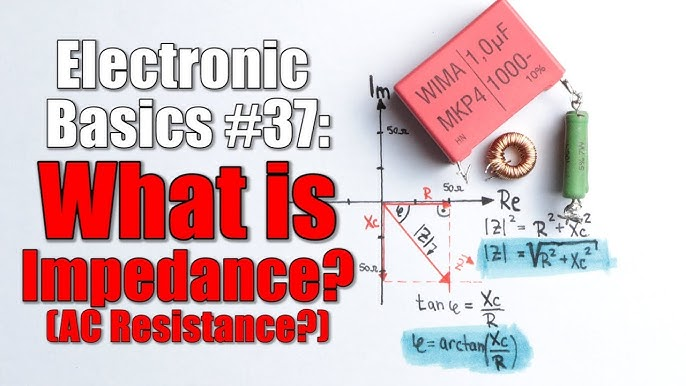 Electronic
Basics #37:
What is
Impedance?
(AC Resistance?)
WIMA
MKP4
1,0µF
1000-
10%
HN
Im
50Ω
R
50Ω
Re
Xc
φ
|Z|
50Ω
|Z|² = R² + Xc²
|Z| = √R² + Xc²
tan φ = Xc/R
φ = arctan(Xc/R)